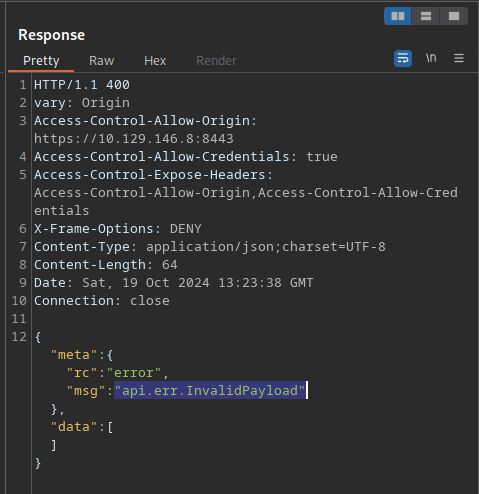 Response
Pretty Raw Hex Render \n
1 HTTP/1.1 400
2 vary: Origin
3 Access-Control-Allow-Origin:
https://10.129.146.8:8443
4 Access-Control-Allow-Credentials: true
5 Access-Control-Expose-Headers:
Access-Control-Allow-Origin,Access-Control-Allow-Cred
entials
6 X-Frame-Options: DENY
7 Content-Type: application/json;charset=UTF-8
8 Content-Length: 64
9 Date: Sat, 19 Oct 2024 13:23:38 GMT
10 Connection: close
11
12 {
"meta":{
"rc":"error",
"msg":"api.err.InvalidPayload"
},
"data":[
]
}